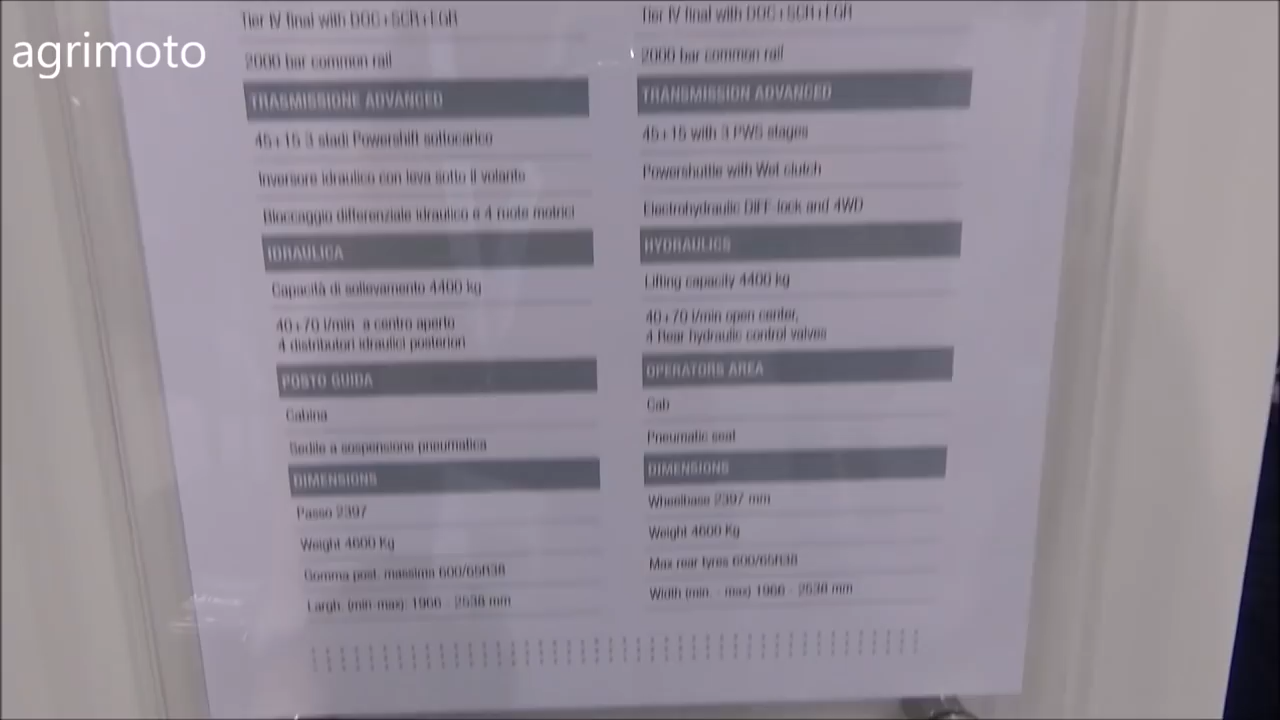 agrimoto
Tier IV final with DOC+SCR+EGR
2000 bar common rail
TRASMISSIONE ADVANCED
45+15 3 stadi Powershift sottocarico
Inversore idraulico con leva sotto il volante
Bloccaggio differenziale idraulico e 4 ruote motrici
IDRAULICA
Capacità di sollevamento 4400 kg
40+70 l/min a centro aperto
4 distributori idraulici posteriori
POSTO GUIDA
Cabina
Sedile a sospensione pneumatica
DIMENSIONS
Passo 2397
Weight 4600 Kg
Gomma post. massima 600/65R38
Largh. (min-max): 1966 - 2538 mm
Tier IV final with DOC+SCR+EGR
2000 bar common rail
TRANSMISSION ADVANCED
45+15 with 3 PWS stages
Powershuttle with Wet clutch
Electrohydraulic DIFF-lock and 4WD
HYDRAULICS
Lifting capacity 4400 kg
40+70 l/min open center,
4 Rear hydraulic control valves
OPERATORS AREA
Cab
Pneumatic seat
DIMENSIONS
Wheelbase 2397 mm
Weight 4600 Kg
Max rear tyres 600/65R38
Width (min. - max) 1966 - 2538 mm